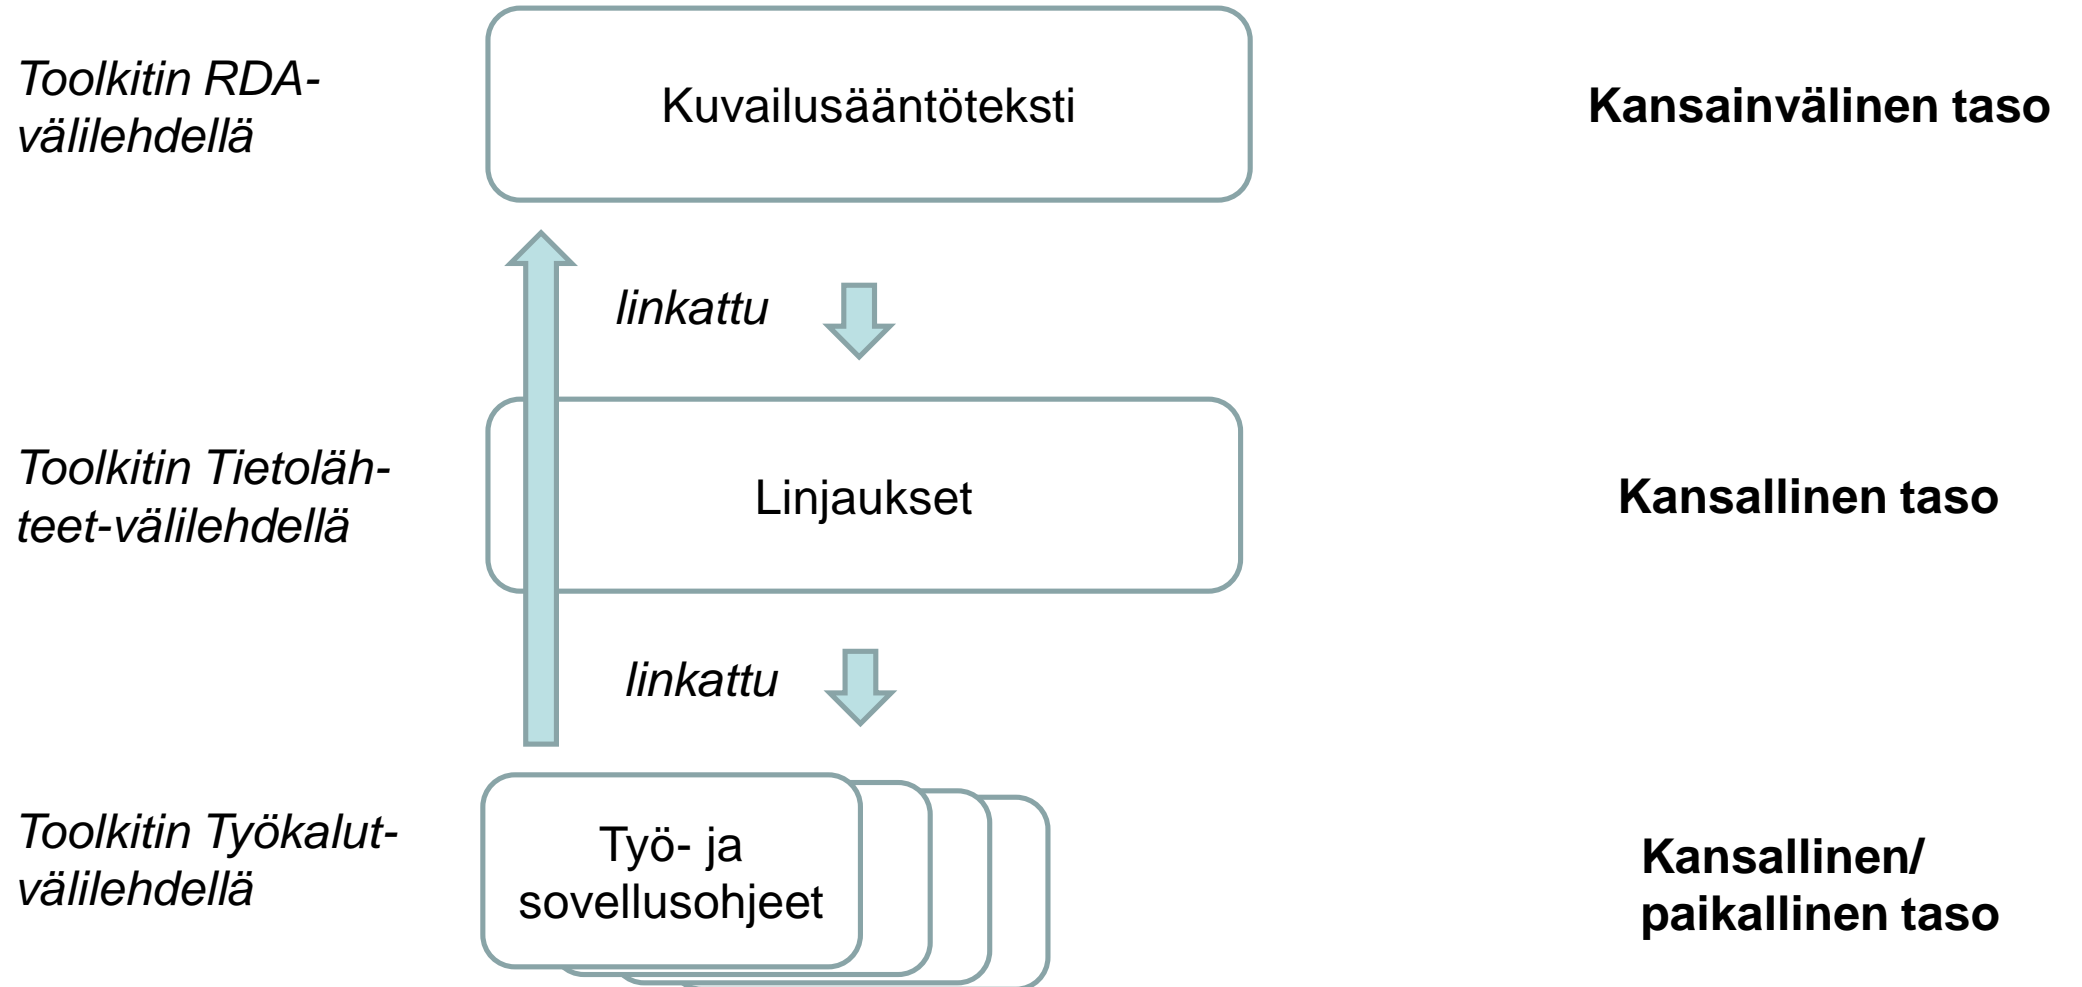 Toolkitin RDA-
välilehdellä
Kuvailusääntöteksti
Kansainvälinen taso
linkattu
Toolkitin Tietoläh-
teet-välilehdellä
Linjaukset
Kansallinen taso
linkattu
Toolkitin Työkalut-
välilehdellä
Työ- ja
sovellusohjeet
Kansallinen/
paikallinen taso